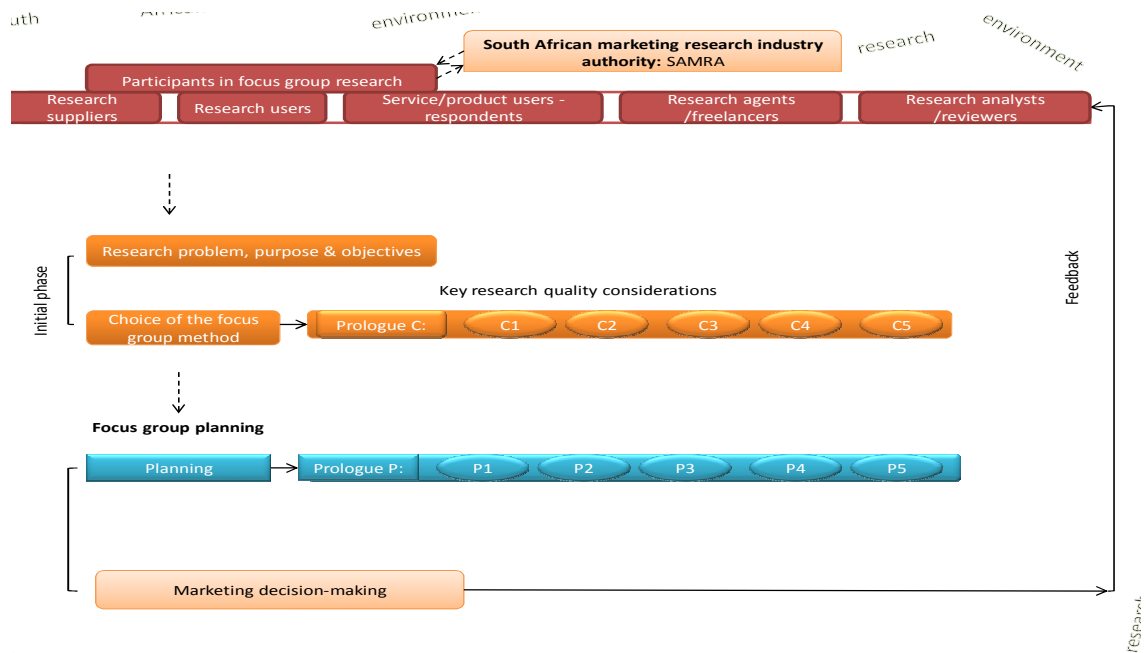 environment
environment
research
South African marketing research industry
authority: SAMRA
Participants in focus group research
Research
suppliers
Research users
Service/product users -
respondents
Research agents
/freelancers
Research analysts
/reviewers
Research problem, purpose & objectives
Initial phase
Feedback
Key research quality considerations
Choice of the focus
group method
Prologue C:
C1
C2
C3
C4
C5
Focus group planning
Planning
Prologue P:
P1
P2
P3
P4
P5
Marketing decision-making
research